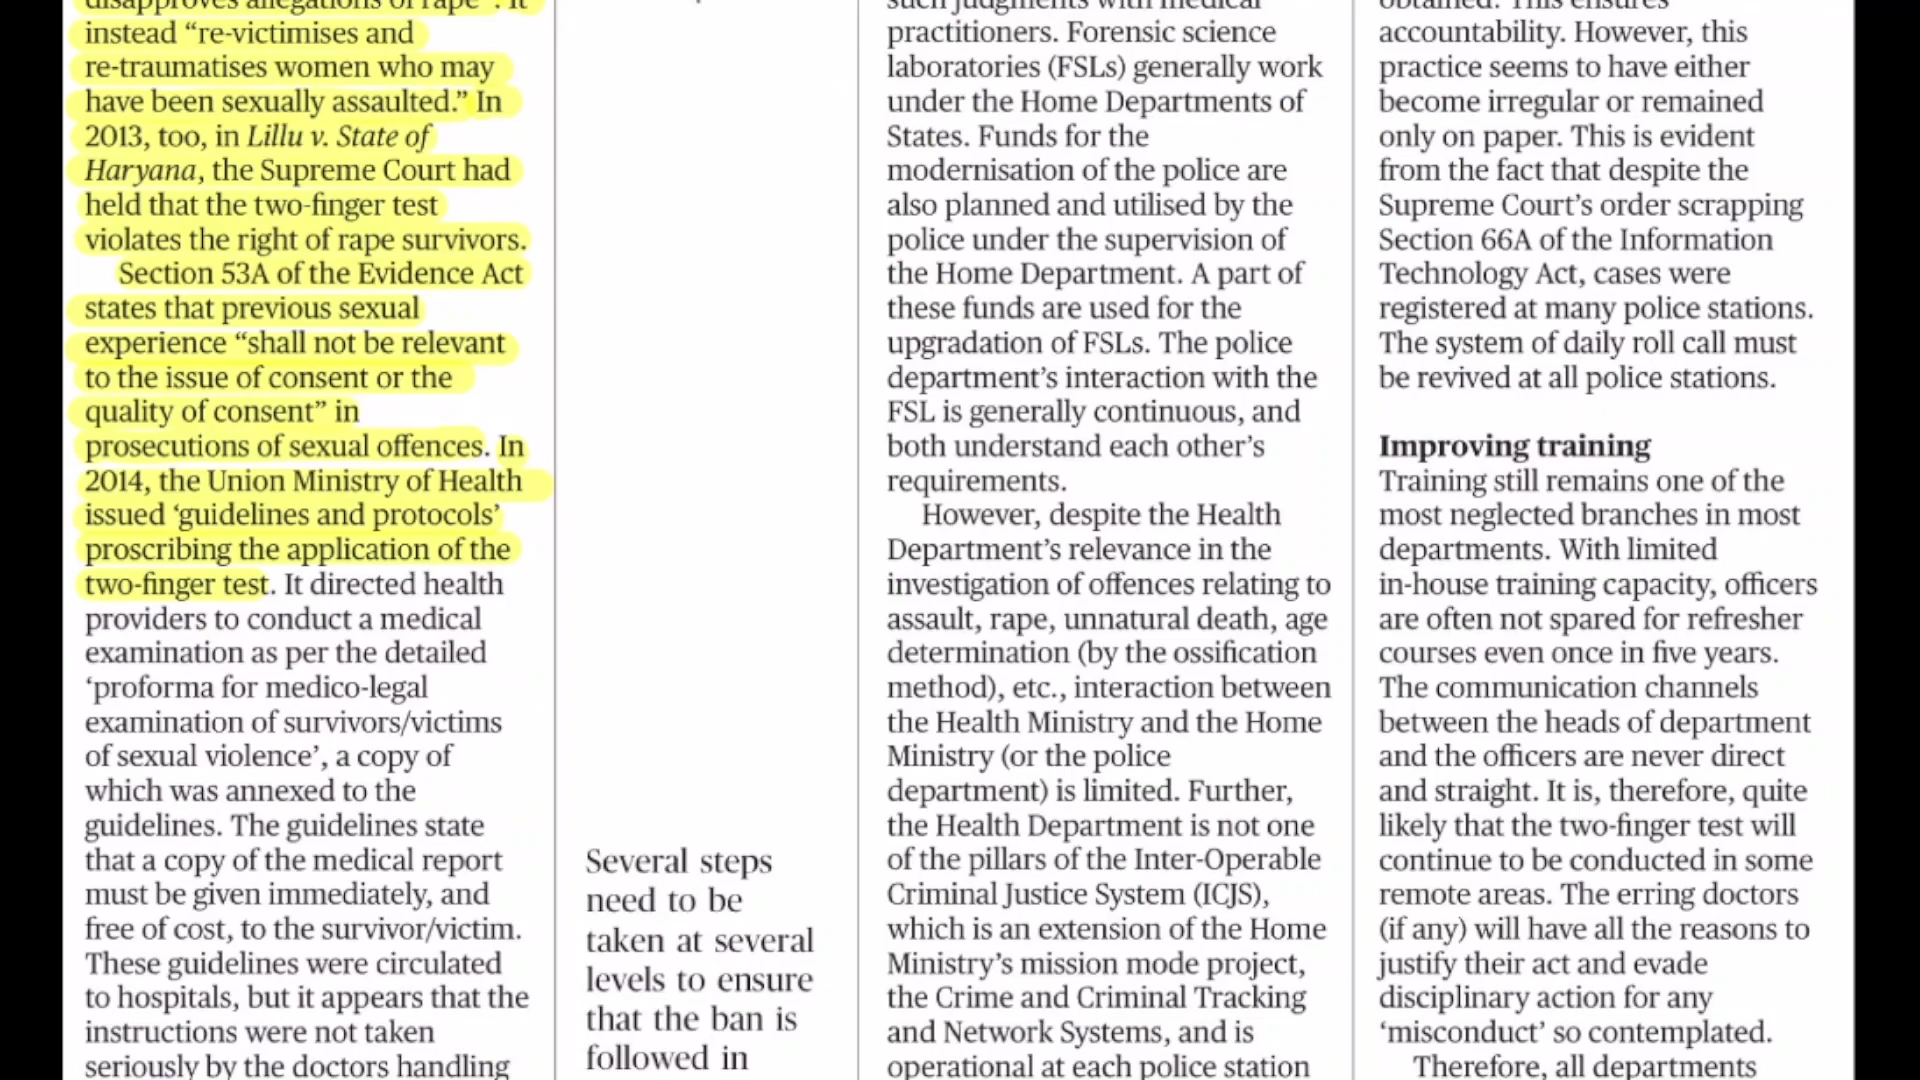 disapproves allegations of rape”. It
instead “re-victimises and
re-traumatises women who may
have been sexually assaulted.” In
2013, too, in Lillu v. State of
Haryana, the Supreme Court had
held that the two-finger test
violates the right of rape survivors.
Section 53A of the Evidence Act
states that previous sexual
experience “shall not be relevant
to the issue of consent or the
quality of consent” in
prosecutions of sexual offences. In
2014, the Union Ministry of Health
issued ‘guidelines and protocols’
proscribing the application of the
two-finger test. It directed health
providers to conduct a medical
examination as per the detailed
‘proforma for medico-legal
examination of survivors/victims
of sexual violence’, a copy of
which was annexed to the
guidelines. The guidelines state
that a copy of the medical report
must be given immediately, and
free of cost, to the survivor/victim.
These guidelines were circulated
to hospitals, but it appears that the
instructions were not taken
seriously by the doctors handling
Several steps
need to be
taken at several
levels to ensure
that the ban is
followed in
such judgments with medical
practitioners. Forensic science
laboratories (FSLs) generally work
under the Home Departments of
States. Funds for the
modernisation of the police are
also planned and utilised by the
police under the supervision of
the Home Department. A part of
these funds are used for the
upgradation of FSLs. The police
department’s interaction with the
FSL is generally continuous, and
both understand each other’s
requirements.
However, despite the Health
Department’s relevance in the
investigation of offences relating to
assault, rape, unnatural death, age
determination (by the ossification
method), etc., interaction between
the Health Ministry and the Home
Ministry (or the police
department) is limited. Further,
the Health Department is not one
of the pillars of the Inter-Operable
Criminal Justice System (ICJS),
which is an extension of the Home
Ministry’s mission mode project,
the Crime and Criminal Tracking
and Network Systems, and is
operational at each police station
obtained. This ensures
accountability. However, this
practice seems to have either
become irregular or remained
only on paper. This is evident
from the fact that despite the
Supreme Court’s order scrapping
Section 66A of the Information
Technology Act, cases were
registered at many police stations.
The system of daily roll call must
be revived at all police stations.
Improving training
Training still remains one of the
most neglected branches in most
departments. With limited
in-house training capacity, officers
are often not spared for refresher
courses even once in five years.
The communication channels
between the heads of department
and the officers are never direct
and straight. It is, therefore, quite
likely that the two-finger test will
continue to be conducted in some
remote areas. The erring doctors
(if any) will have all the reasons to
justify their act and evade
disciplinary action for any
‘misconduct’ so contemplated.
Therefore, all departments